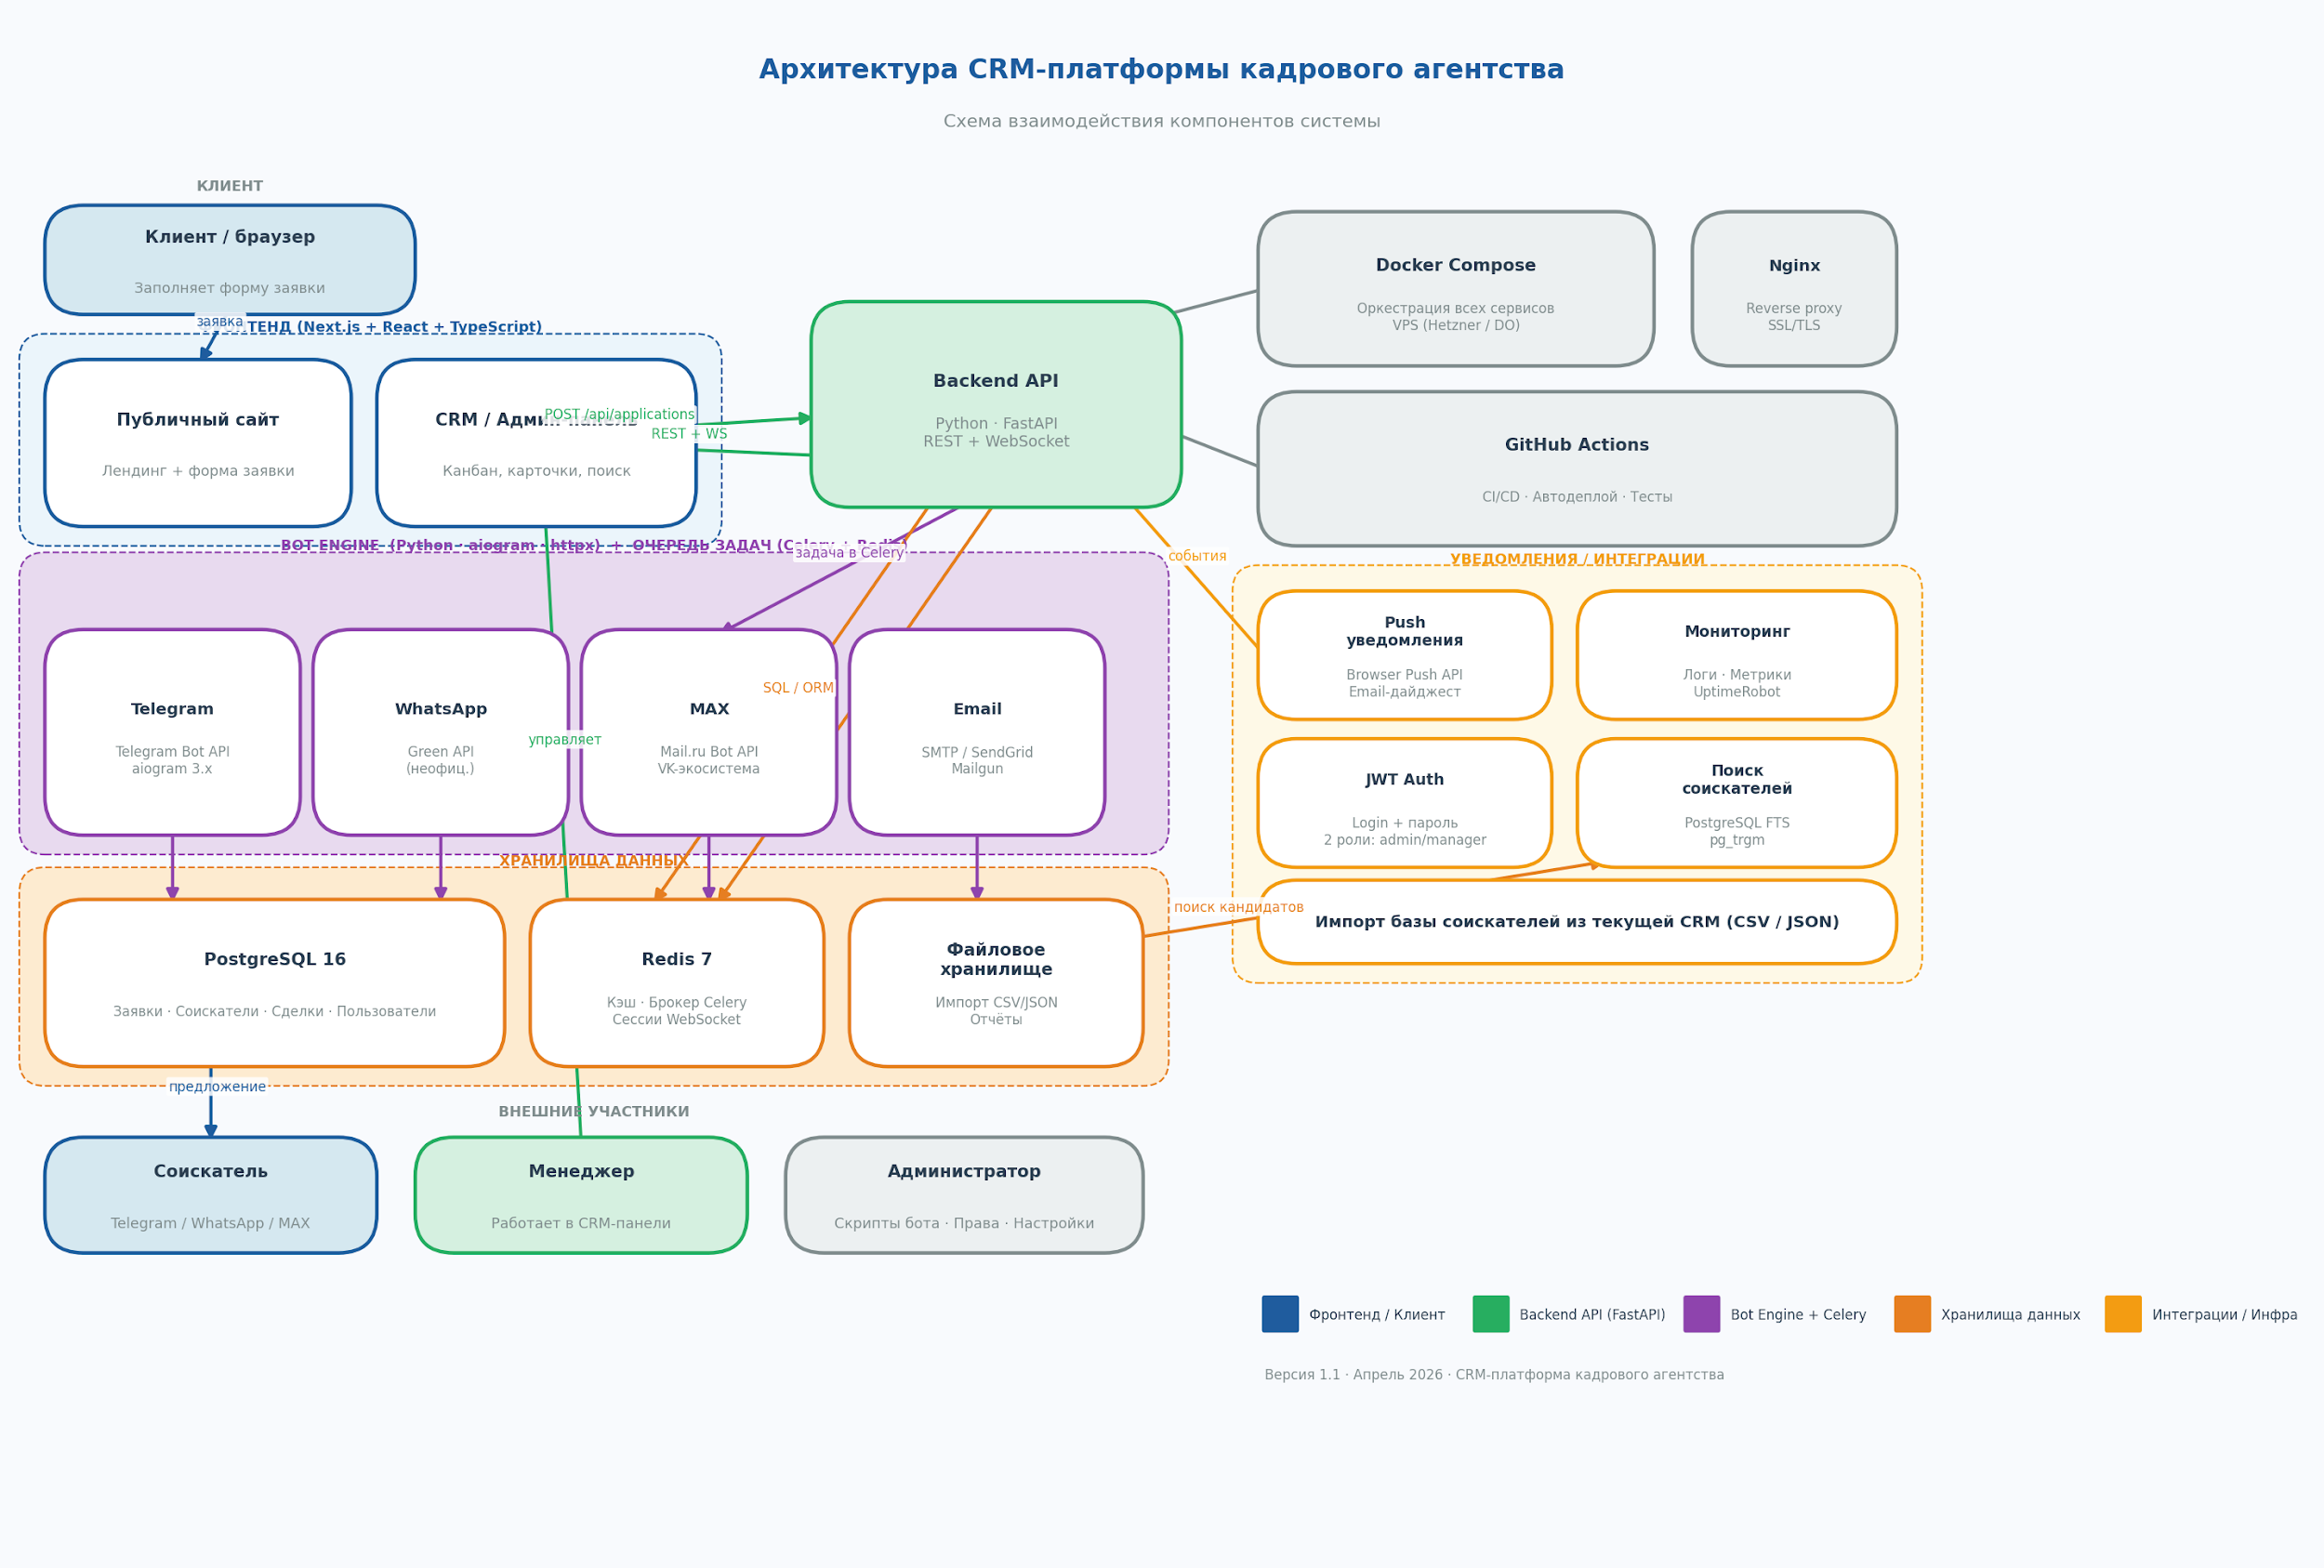 Архитектура CRM-платформы кадрового агентства
Схема взаимодействия компонентов системы
КЛИЕНТ
Клиент / браузер
Заполняет форму заявки
заявка
ТЕНД (Next.js + React + TypeScript)
Публичный сайт
Лендинг + форма заявки
CRM / Админ-панель
Канбан, карточки, поиск
POST /api/applications
REST + WS
Backend API
Python · FastAPI
REST + WebSocket
Docker Compose
Оркестрация всех сервисов
VPS (Hetzner / DO)
Nginx
Reverse proxy
SSL/TLS
GitHub Actions
CI/CD · Автодеплой · Тесты
BOT ENGINE (Python · aiogram · httpx) + ОЧЕРЕДЬ ЗАДАЧ (Celery + Redis)
задача в Celery
события
Telegram
Telegram Bot API
aiogram 3.x
WhatsApp
Green API
(неофиц.)
управляет
MAX
Mail.ru Bot API
VK-экосистема
SQL / ORM
Email
SMTP / SendGrid
Mailgun
УВЕДОМЛЕНИЯ / ИНТЕГРАЦИИ
Push
уведомления
Browser Push API
Email-дайджест
Мониторинг
Логи · Метрики
UptimeRobot
JWT Auth
Login + пароль
2 роли: admin/manager
Поиск
соискателей
PostgreSQL FTS
pg_trgm
поиск кандидатов
Импорт базы соискателей из текущей CRM (CSV / JSON)
ХРАНИЛИЩА ДАННЫХ
PostgreSQL 16
Заявки · Соискатели · Сделки · Пользователи
Redis 7
Кэш · Брокер Celery
Сессии WebSocket
Файловое
хранилище
Импорт CSV/JSON
Отчёты
предложение
ВНЕШНИЕ УЧАСТНИКИ
Соискатель
Telegram / WhatsApp / MAX
Менеджер
Работает в CRM-панели
Администратор
Скрипты бота · Права · Настройки
Фронтенд / Клиент
Backend API (FastAPI)
Bot Engine + Celery
Хранилища данных
Интеграции / Инфра
Версия 1.1 · Апрель 2026 · CRM-платформа кадрового агентства